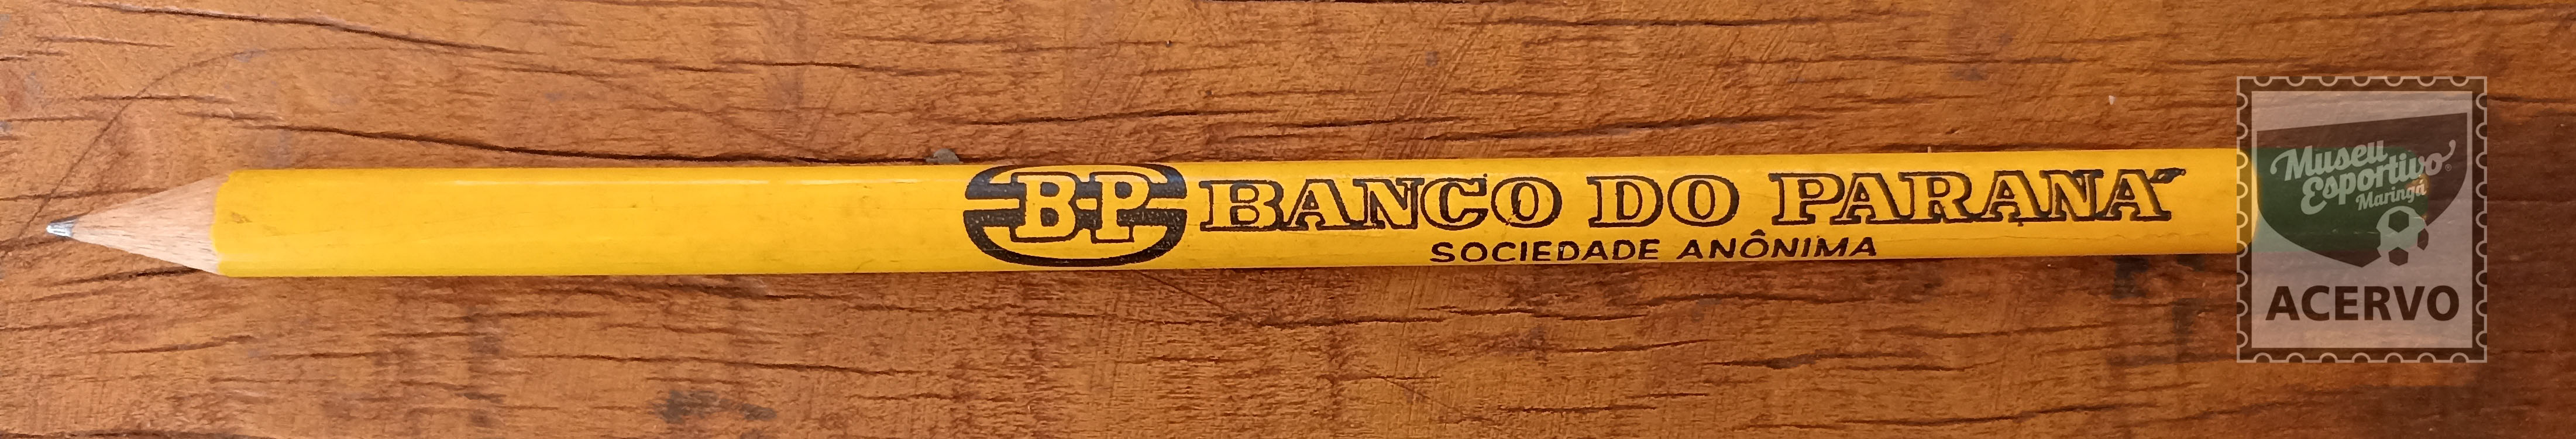 B-P BANCO DO PARANÁ
SOCIEDADE ANÔNIMA
Museu
Esportivo
Maringá
ACERVO